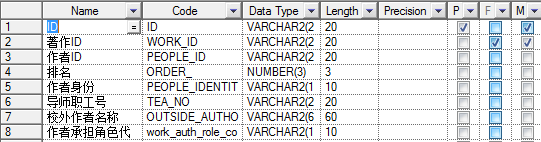 Name Code Data Type Length Precision P F M
1 ID = ID VARCHAR2(2 20
2 著作ID WORK_ID VARCHAR2(2 20
3 作者ID PEOPLE_ID VARCHAR2(2 20
4 排名 ORDER_ NUMBER(3) 3
5 作者身份 PEOPLE_IDENTIT VARCHAR2(1 10
6 导师职工号 TEA_NO VARCHAR2(2 20
7 校外作者名称 OUTSIDE_AUTHO VARCHAR2(6 60
8 作者承担角色代 work_auth_role_co VARCHAR2(1 10